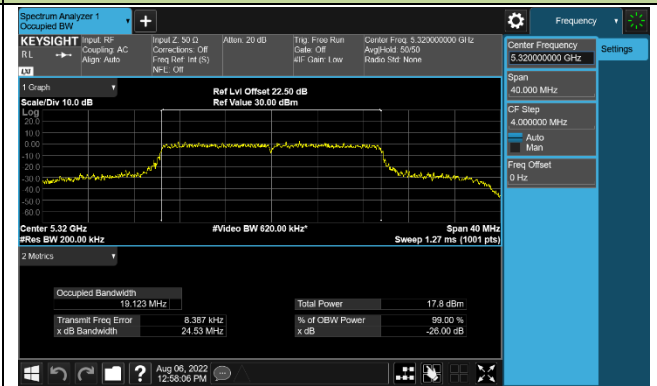 Spectrum Analyzer 1
Occupied BW
+
Frequency
KEYSIGHT
RL
LXI
Input: RF
Coupling: AC
Align: Auto
Input Z: 50 Ω
Corrections: Off
Freq Ref: Int (S)
NFE: Off
Atten: 20 dB
Trig: Free Run
Gate: Off
#IF Gain: Low
Center Freq: 5.320000000 GHz
Avg|Hold: 50/50
Radio Std: None
Center Frequency
5.320000000 GHz
Settings
Span
40.000 MHz
CF Step
4.000000 MHz
Auto
Man
Freq Offset
0 Hz
1 Graph
Scale/Div 10.0 dB
Ref Lvl Offset 22.50 dB
Ref Value 30.00 dBm
Log
20.0
10.0
0.00
-10.0
-20.0
-30.0
-40.0
-50.0
-60.0
Center 5.32 GHz
#Res BW 200.00 kHz
#Video BW 620.00 kHz*
Span 40 MHz
Sweep 1.27 ms (1001 pts)
2 Metrics
Occupied Bandwidth
19.123 MHz
Total Power 17.8 dBm
Transmit Freq Error 8.387 kHz
% of OBW Power 99.00 %
x dB Bandwidth 24.53 MHz
x dB -26.00 dB
?
Aug 06, 2022
12:58:06 PM